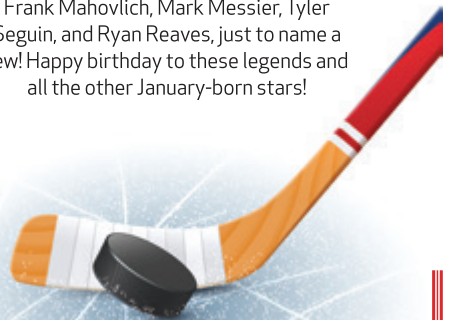 Frank Mahovlich, Mark Messier, Tyler
Seguin, and Ryan Reaves, just to name a
ew! Happy birthday to these legends and
all the other January-born stars!